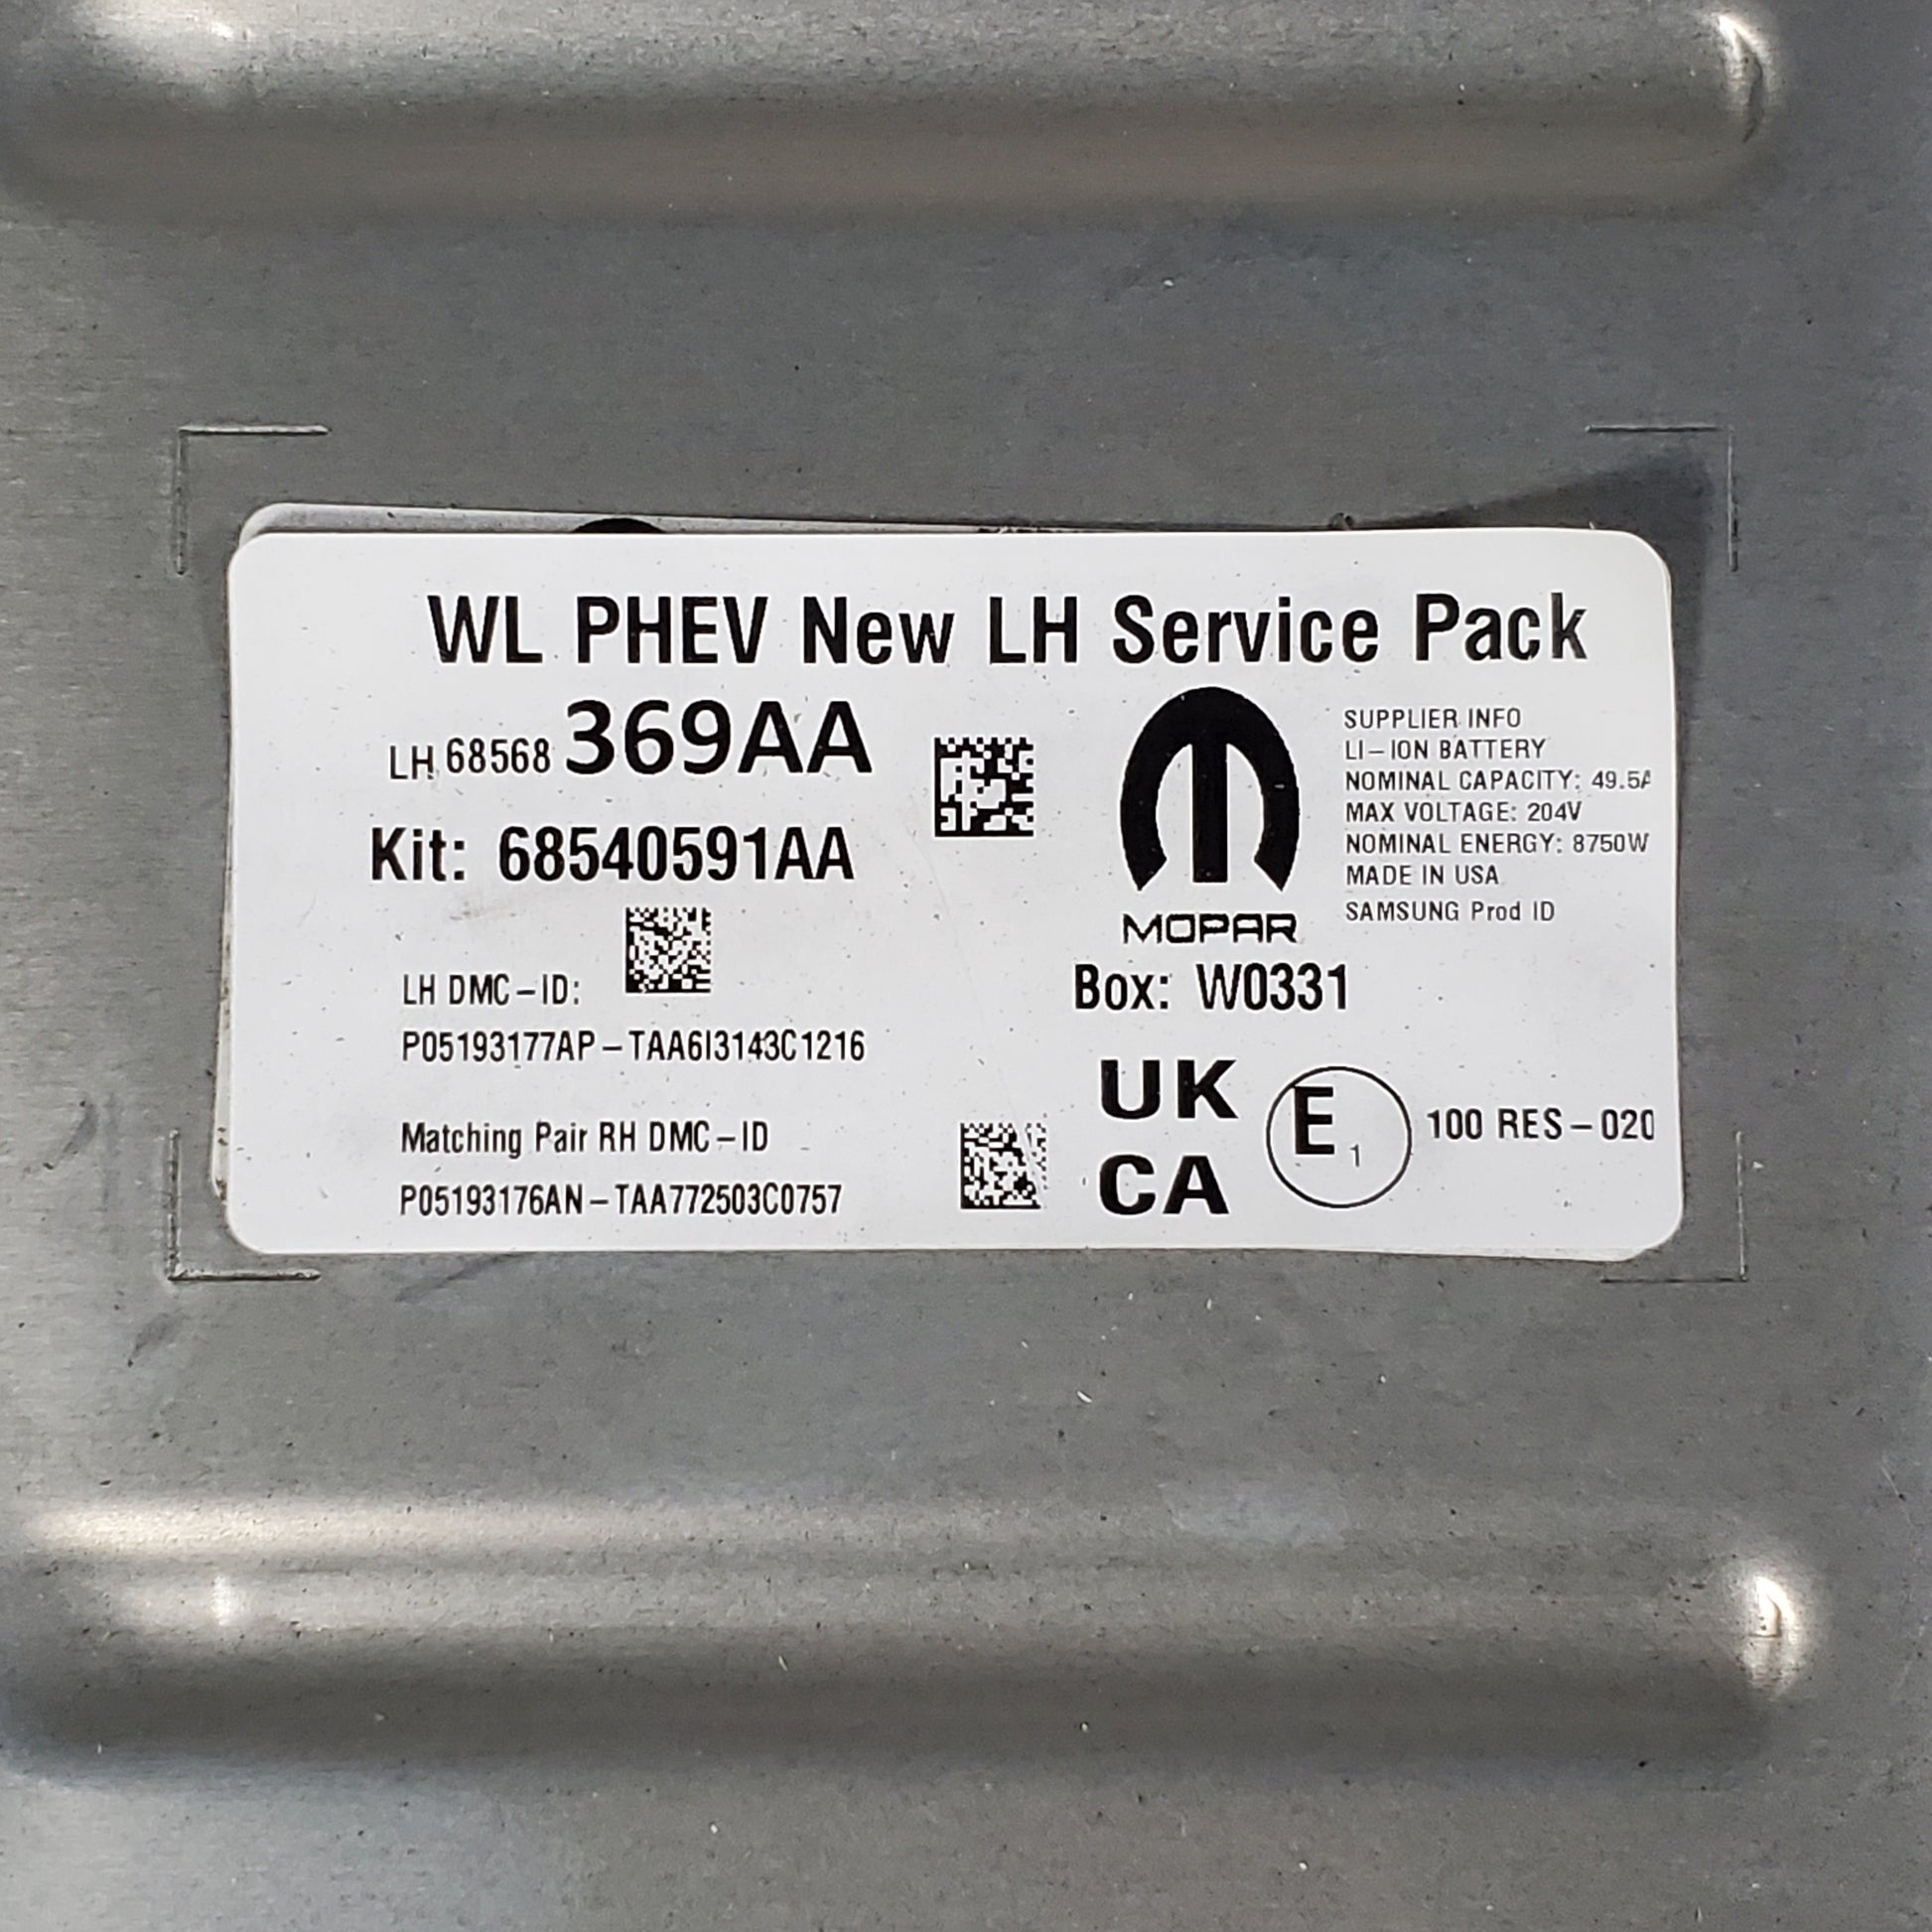 WL PHEV New LH Service Pack
LH 68568 369AA
Kit: 68540591AA
LH DMC-ID:
P05193177AP-TAA6I3143C1216
Matching Pair RH DMC-ID
P05193176AN-TAA772503C0757
MOPAR
Box: W0331
UK
CA
E1
SUPPLIER INFO
LI-ION BATTERY
NOMINAL CAPACITY: 49.5A
MAX VOLTAGE: 204V
NOMINAL ENERGY: 8750W
MADE IN USA
SAMSUNG Prod ID
100 RES-020